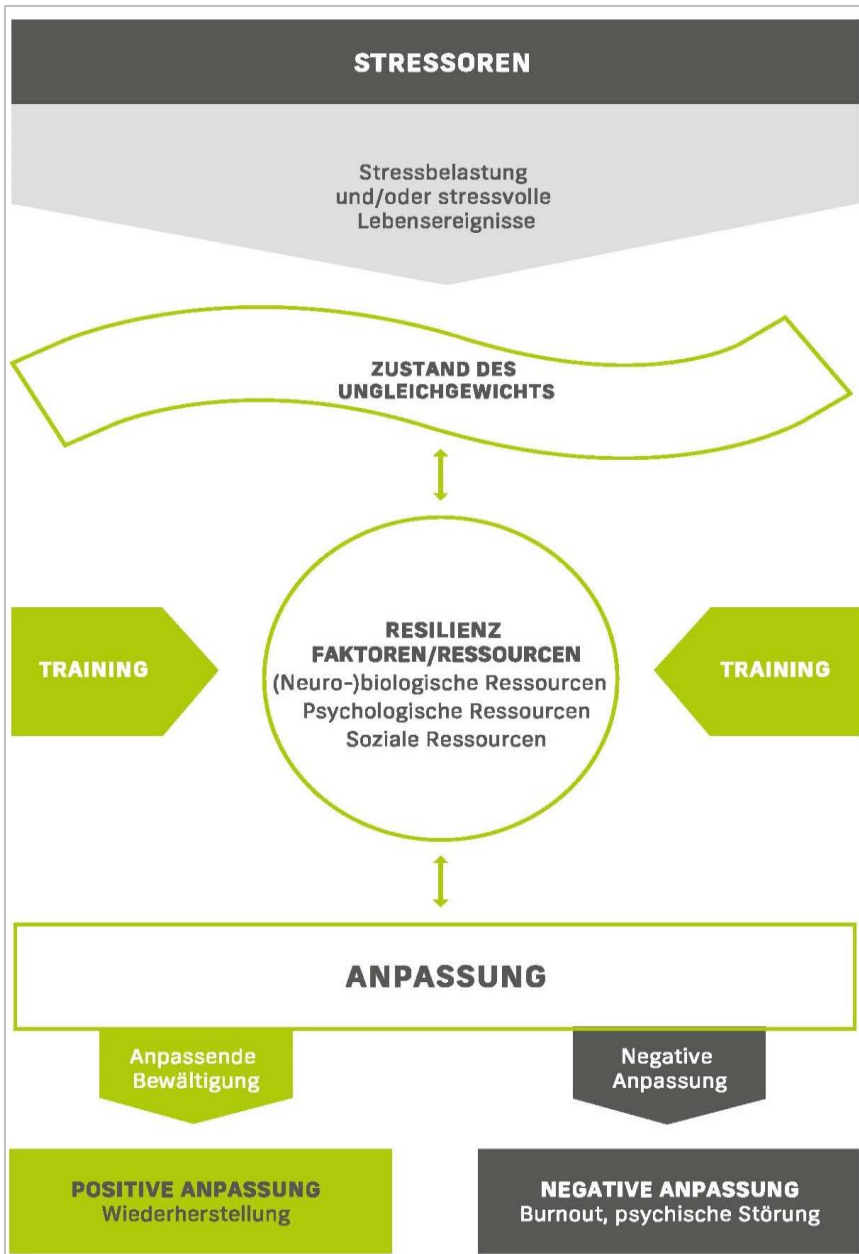 STRESSOREN
Stressbelastung
und/oder stressvolle
Lebensereignisse
ZUSTAND DES
UNGLEICHGEWICHTS
TRAINING
RESILIENZ
FAKTOREN/RESSOURCEN
(Neuro-)biologische Ressourcen
Psychologische Ressourcen
Soziale Ressourcen
TRAINING
ANPASSUNG
Anpassende
Bewältigung
Negative
Anpassung
POSITIVE ANPASSUNG
Wiederherstellung
NEGATIVE ANPASSUNG
Burnout, psychische Störung